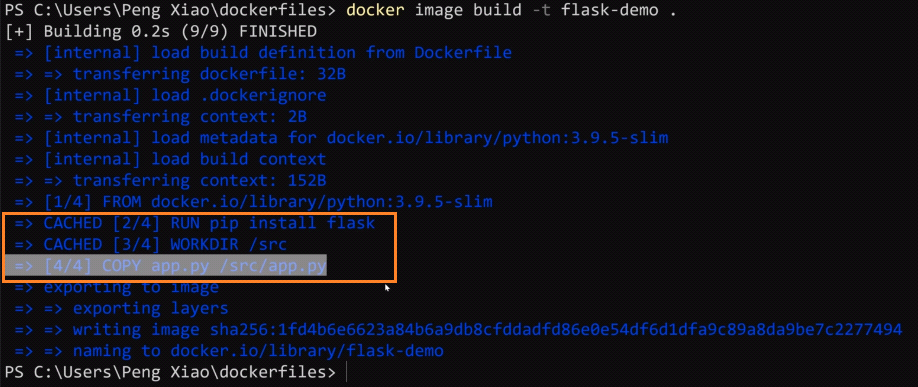 PS C:\Users\Peng Xiao\dockerfiles> docker image build -t flask-demo .
[+] Building 0.2s (9/9) FINISHED
=> [internal] load build definition from Dockerfile
=> => transferring dockerfile: 32B
=> [internal] load .dockerignore
=> => transferring context: 2B
=> [internal] load metadata for docker.io/library/python:3.9.5-slim
=> [internal] load build context
=> => transferring context: 152B
=> [1/4] FROM docker.io/library/python:3.9.5-slim
=> CACHED [2/4] RUN pip install flask
=> CACHED [3/4] WORKDIR /src
=> [4/4] COPY app.py /src/app.py
=> exporting to image
=> => exporting layers
=> => writing image sha256:1fd4b6e6623a84b6a9db8cfddadfd86e0e54df6d1dfa9c89a8da9be7c2277494
=> => naming to docker.io/library/flask-demo
PS C:\Users\Peng Xiao\dockerfiles>